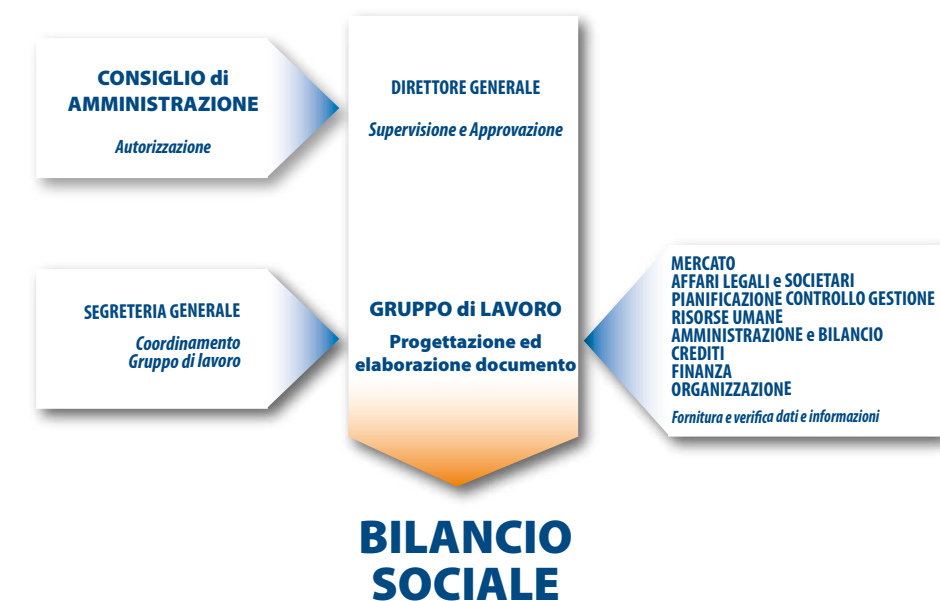 CONSIGLIO di
AMMINISTRAZIONE
Autorizzazione
DIRETTORE GENERALE
Supervisione e Approvazione
SEGRETERIA GENERALE
Coordinamento
Gruppo di lavoro
GRUPPO di LAVORO
Progettazione ed
elaborazione documento
MERCATO
AFFARI LEGALI e SOCIETARI
PIANIFICAZIONE CONTROLLO GESTIONE
RISORSE UMANE
AMMINISTRAZIONE e BILANCIO
CREDITI
FINANZA
ORGANIZZAZIONE
Fornitura e verifica dati e informazioni
BILANCIO
SOCIALE